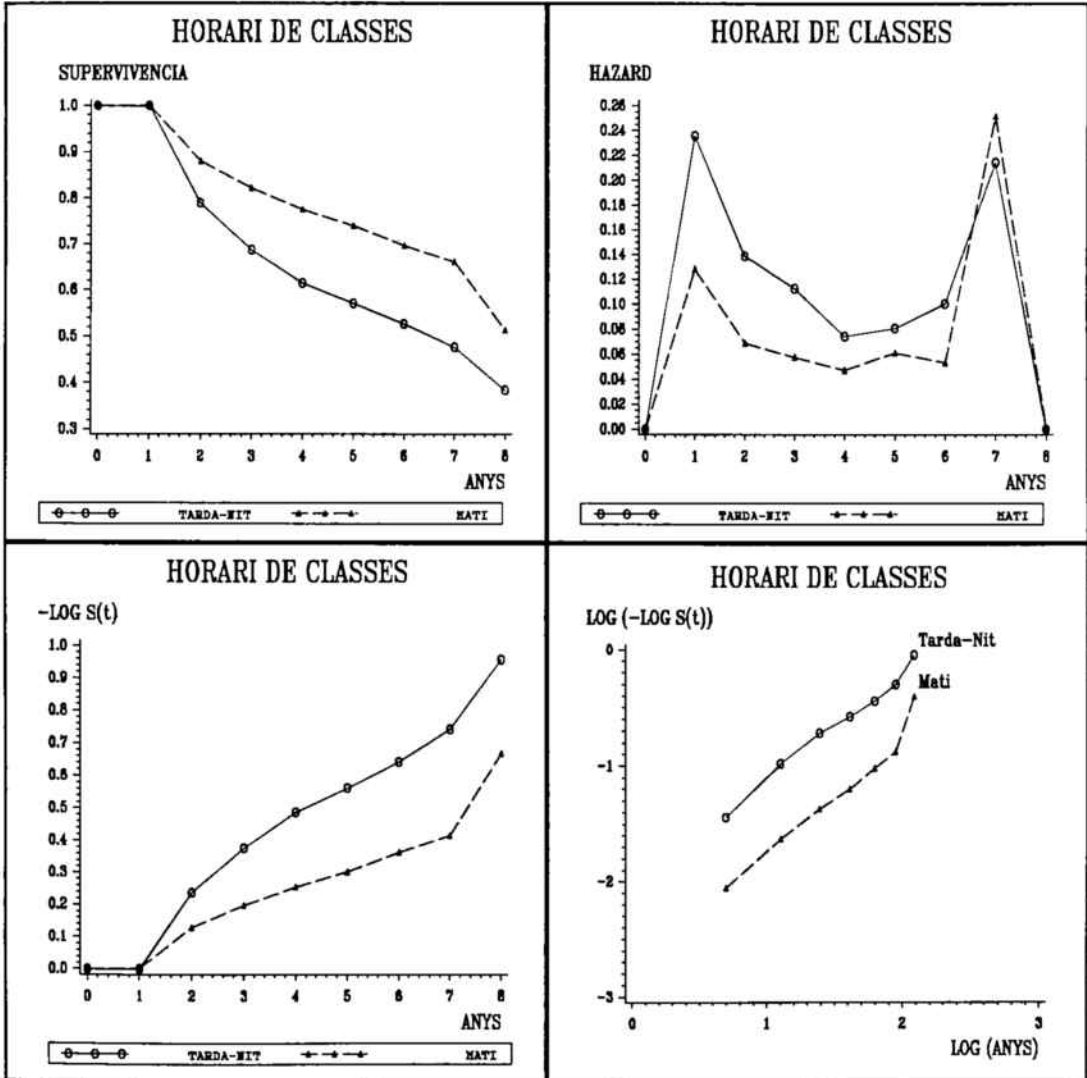 HORARI DE CLASSES
SUPERVIVENCIA
1.0
0.9
0.8
0.7
0.6
0.5
0.4
0.3
0 1 2 3 4 5 6 7 8
ANYS
TARDA-NIT MATI
HORARI DE CLASSES
HAZARD
0.26
0.24
0.22
0.20
0.18
0.16
0.14
0.12
0.10
0.08
0.06
0.04
0.02
0.00
0 1 2 3 4 5 6 7 8
ANYS
TARDA-NIT MATI
HORARI DE CLASSES
-LOG S(t)
1.0
0.9
0.8
0.7
0.6
0.5
0.4
0.3
0.2
0.1
0.0
0 1 2 3 4 5 6 7 8
ANYS
TARDA-NIT MATI
HORARI DE CLASSES
LOG (-LOG S(t))
Tarda-Nit
Mati
0
-1
-2
-3
0 1 2 3
LOG (ANYS)